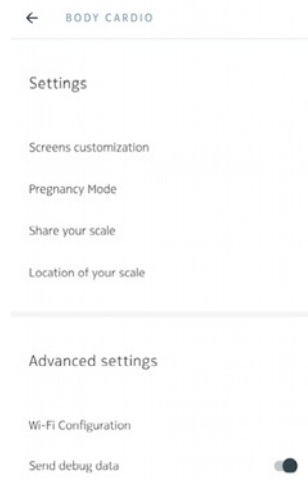 BODY CARDIO
Settings
Screens customization
Pregnancy Mode
Share your scale
Location of your scale
Advanced settings
Wi-Fi Configuration
Send debug data